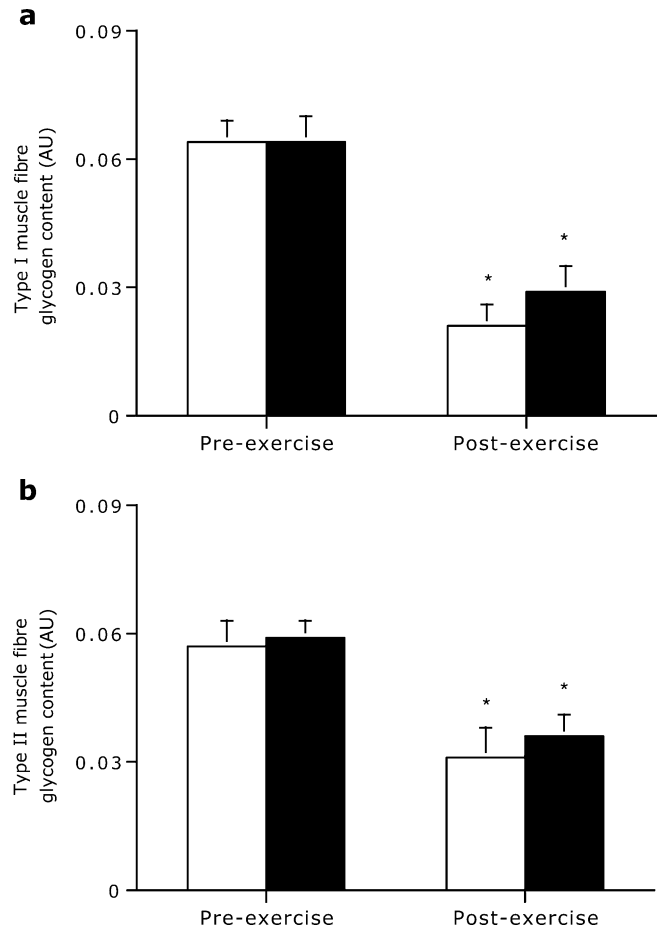 a
0.09
0.06
0.03
0
Type I muscle fibre
glycogen content (AU)
*
*
Pre-exercise
Post-exercise
b
0.09
0.06
0.03
0
Type II muscle fibre
glycogen content (AU)
*
*
Pre-exercise
Post-exercise